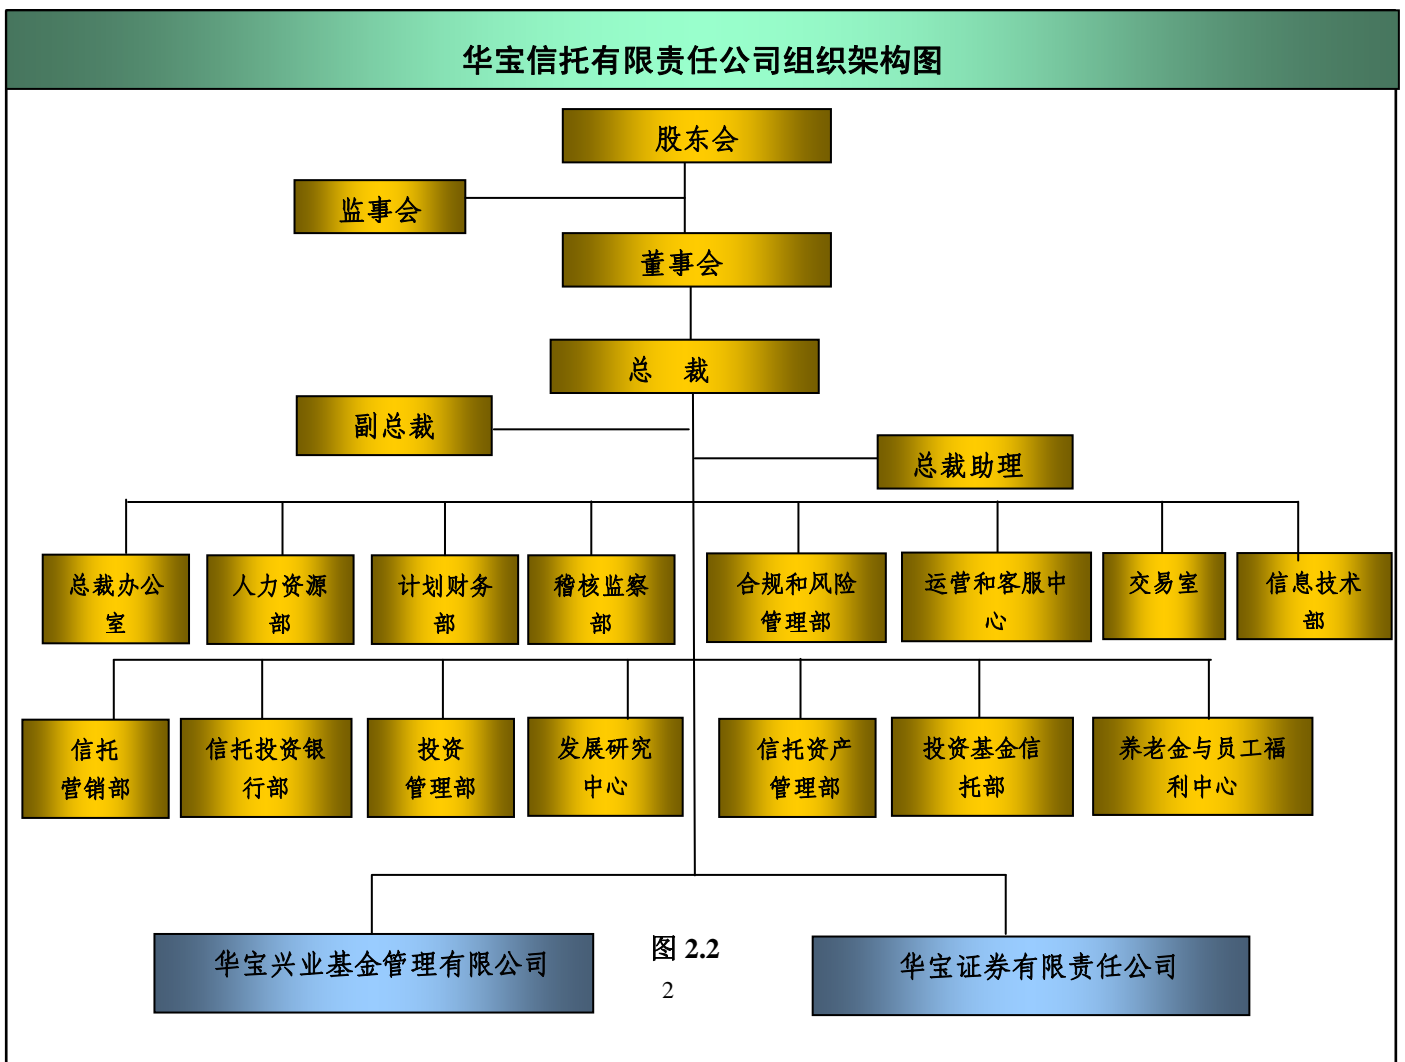 华宝信托有限责任公司组织架构图
股东会
监事会
董事会
总 裁
副总裁
总裁助理
总裁办公
室
人力资源
部
计划财务
部
稽核监察
部
合规和风险
管理部
运营和客服中
心
交易室
信息技术
部
信托
营销部
信托投资银
行部
投资
管理部
发展研究
中心
信托资产
管理部
投资基金信
托部
养老金与员工福
利中心
华宝兴业基金管理有限公司
图 2.2
华宝证券有限责任公司
2